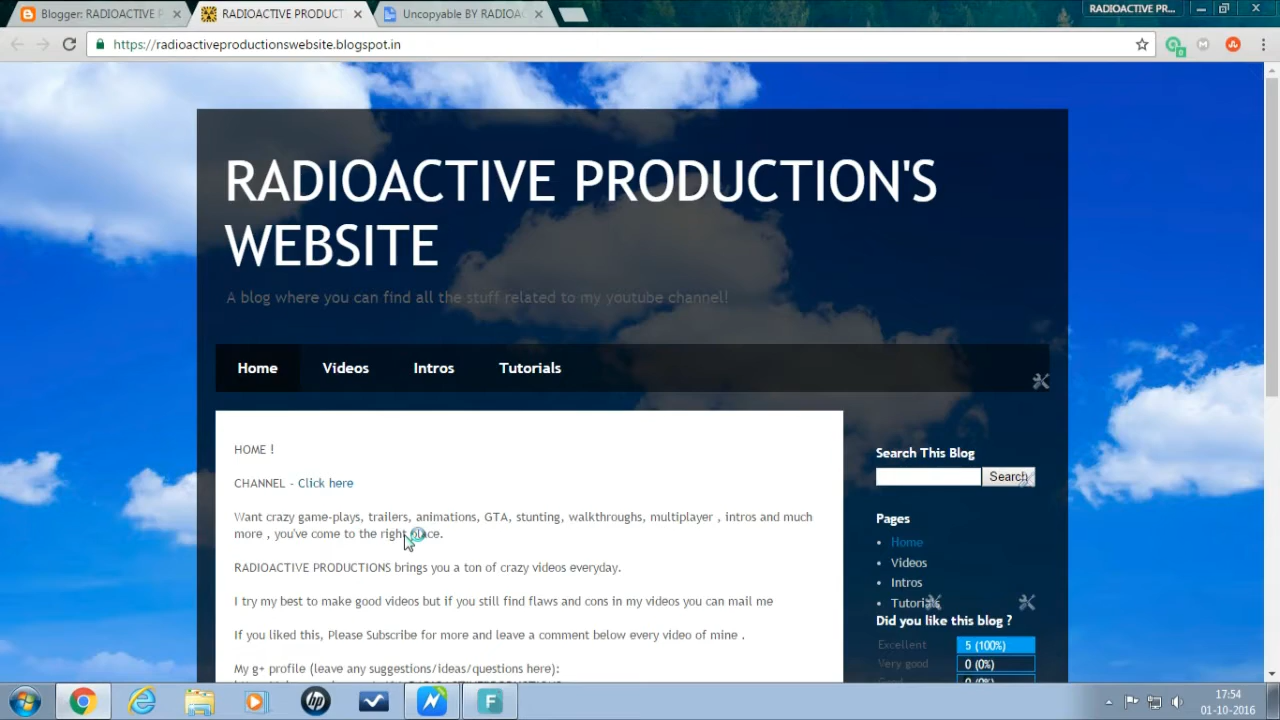 Blogger: RADIOACTIVE P
RADIOACTIVE PRODUCT
Uncopyable BY RADIOA
RADIOACTIVE PR...
https://radioactiveproductionswebsite.blogspot.in
RADIOACTIVE PRODUCTION'S
WEBSITE
A blog where you can find all the stuff related to my youtube channel!
Home
Videos
Intros
Tutorials
HOME !
CHANNEL - Click here
Want crazy game-plays, trailers, animations, GTA, stunting, walkthroughs, multiplayer , intros and much
more , you've come to the right place.
RADIOACTIVE PRODUCTIONS brings you a ton of crazy videos everyday.
I try my best to make good videos but if you still find flaws and cons in my videos you can mail me
If you liked this, Please Subscribe for more and leave a comment below every video of mine .
My g+ profile (leave any suggestions/ideas/questions here):
Search This Blog
Search
Pages
Home
Videos
Intros
Tutorials
Did you like this blog ?
Excellent 5 (100%)
Very good 0 (0%)
0 (0%)
hp
F
17:54
01-10-2016